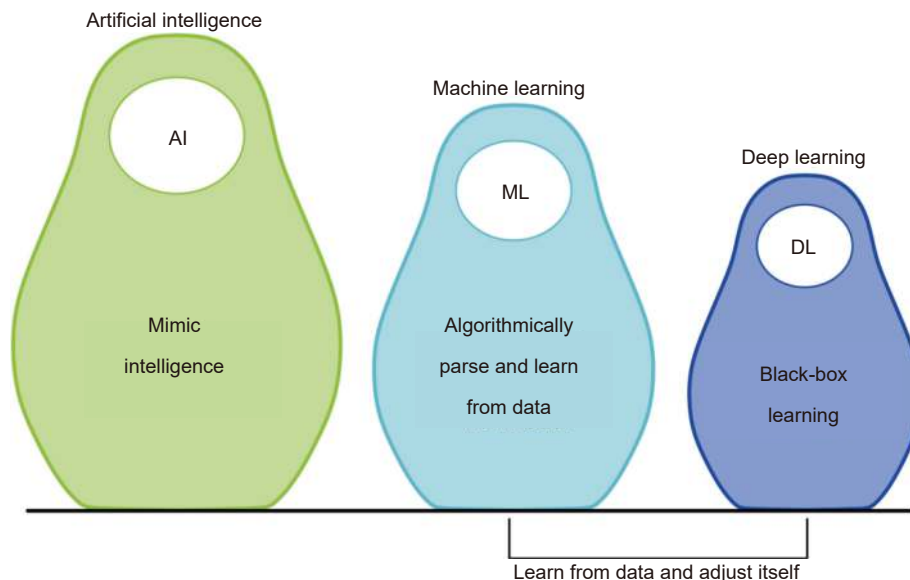 Artificial intelligence
AI
Mimic
intelligence
Machine learning
ML
Algorithmically
parse and learn
from data
Deep learning
DL
Black-box
learning
Learn from data and adjust itself